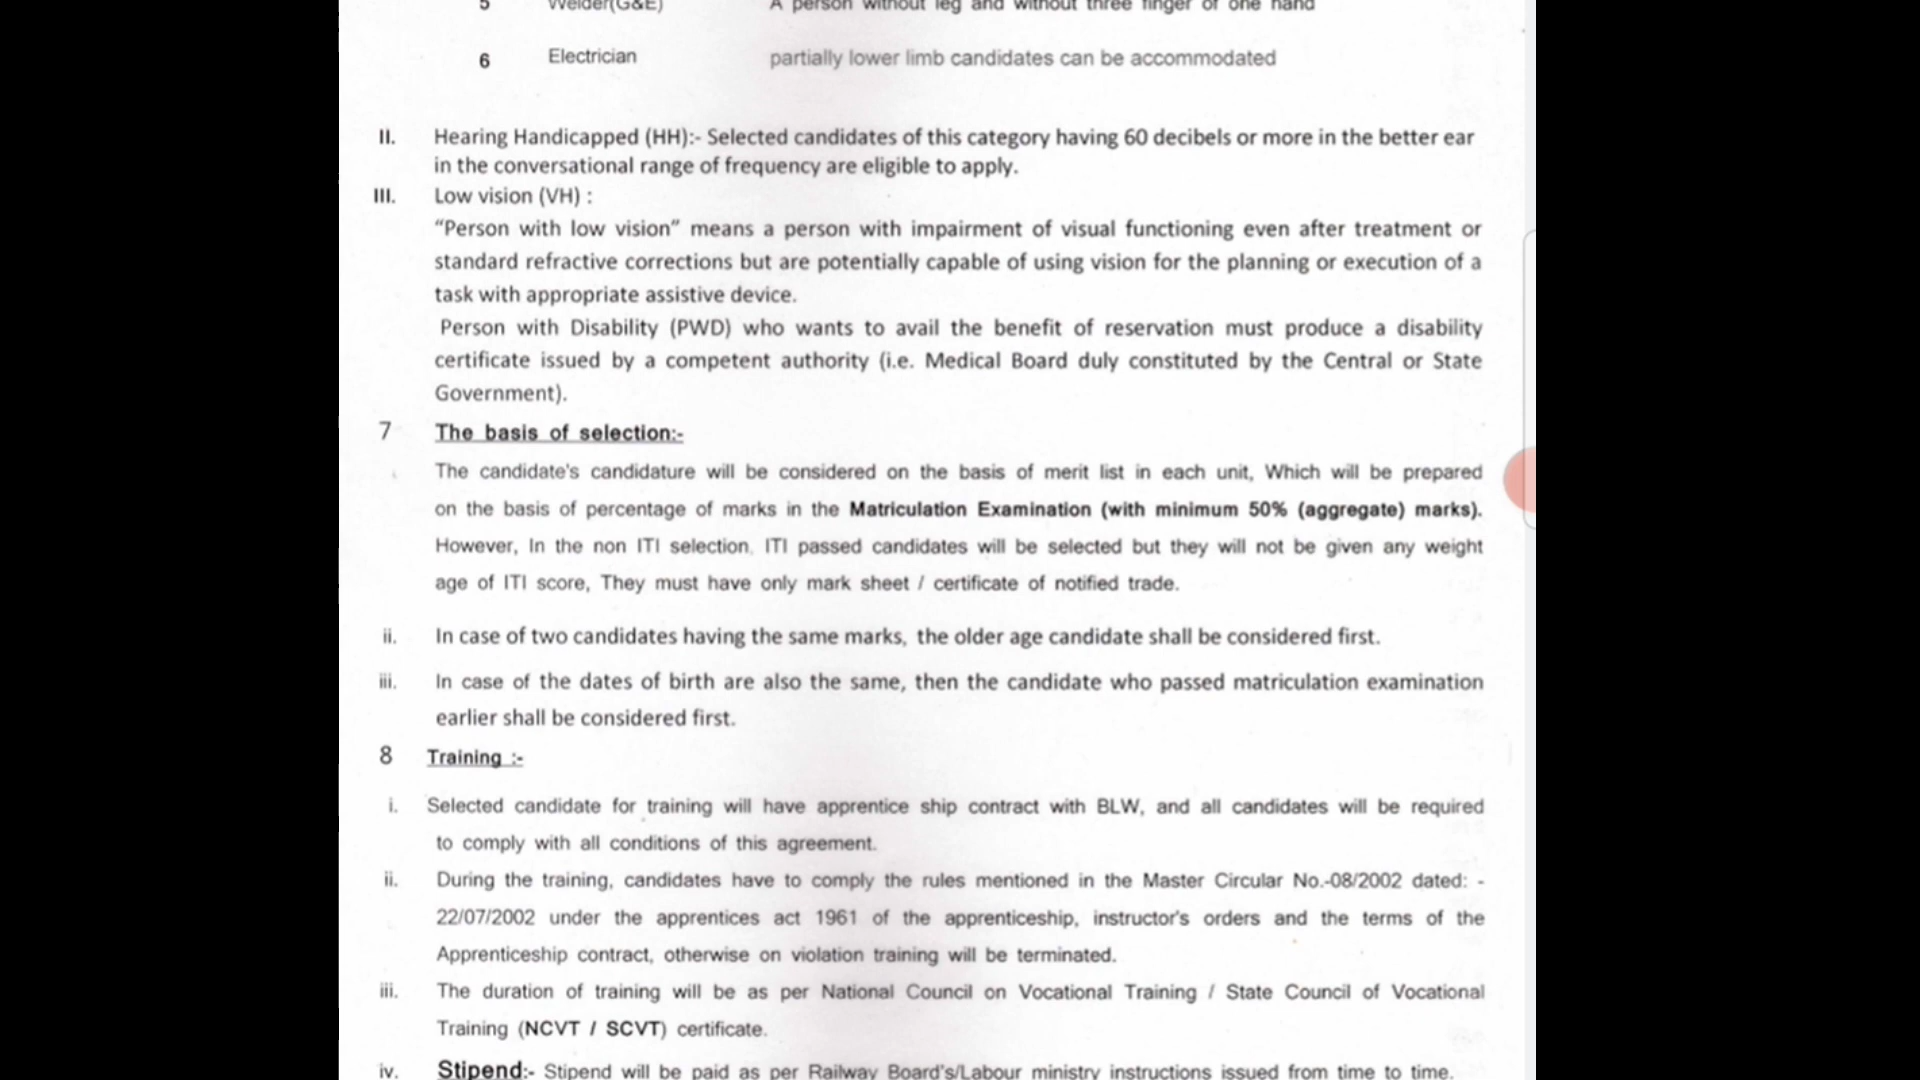 5 Welder(G&E) A person without leg and without three finger of one hand
6 Electrician partially lower limb candidates can be accommodated
II. Hearing Handicapped (HH):- Selected candidates of this category having 60 decibels or more in the better ear
in the conversational range of frequency are eligible to apply.
III. Low vision (VH) :
“Person with low vision” means a person with impairment of visual functioning even after treatment or
standard refractive corrections but are potentially capable of using vision for the planning or execution of a
task with appropriate assistive device.
Person with Disability (PWD) who wants to avail the benefit of reservation must produce a disability
certificate issued by a competent authority (i.e. Medical Board duly constituted by the Central or State
Government).
7 The basis of selection:-
The candidate's candidature will be considered on the basis of merit list in each unit, Which will be prepared
on the basis of percentage of marks in the Matriculation Examination (with minimum 50% (aggregate) marks).
However, In the non ITI selection, ITI passed candidates will be selected but they will not be given any weight
age of ITI score, They must have only mark sheet / certificate of notified trade.
ii. In case of two candidates having the same marks, the older age candidate shall be considered first.
iii. In case of the dates of birth are also the same, then the candidate who passed matriculation examination
earlier shall be considered first.
8 Training :-
i. Selected candidate for training will have apprentice ship contract with BLW, and all candidates will be required
to comply with all conditions of this agreement.
ii. During the training, candidates have to comply the rules mentioned in the Master Circular No.-08/2002 dated: -
22/07/2002 under the apprentices act 1961 of the apprenticeship, instructor's orders and the terms of the
Apprenticeship contract, otherwise on violation training will be terminated.
iii. The duration of training will be as per National Council on Vocational Training / State Council of Vocational
Training (NCVT / SCVT) certificate.
iv. Stipend:- Stipend will be paid as per Railway Board's/Labour ministry instructions issued from time to time.